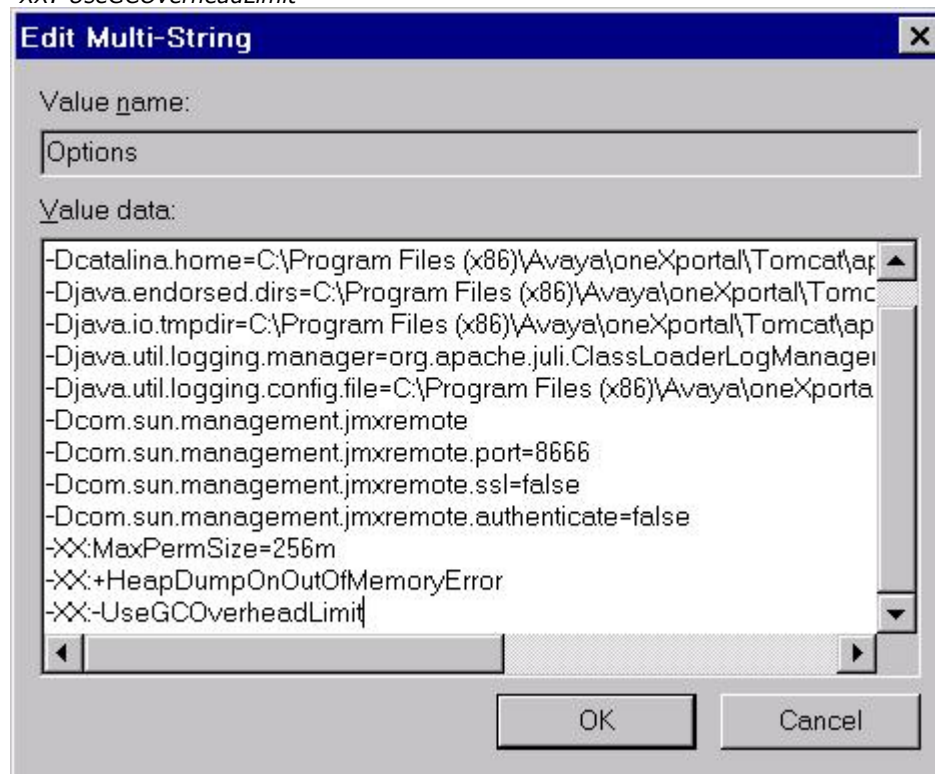 -XX:-UseGCOverheadLimit
Edit Multi-String
Value name:
Options
Value data:
-Dcatalina.home=C:\Program Files (x86)\Avaya\oneXportal\Tomcat\ap
-Djava.endorsed.dirs=C:\Program Files (x86)\Avaya\oneXportal\Tomc
-Djava.io.tmpdir=C:\Program Files (x86)\Avaya\oneXportal\Tomcat\ap
-Djava.util.logging.manager=org.apache.juli.ClassLoaderLogManager
-Djava.util.logging.config.file=C:\Program Files (x86)\Avaya\oneXporta
-Dcom.sun.management.jmxremote
-Dcom.sun.management.jmxremote.port=8666
-Dcom.sun.management.jmxremote.ssl=false
-Dcom.sun.management.jmxremote.authenticate=false
-XX:MaxPermSize=256m
-XX:+HeapDumpOnOutOfMemoryError
-XX:-UseGCOverheadLimit
OK Cancel